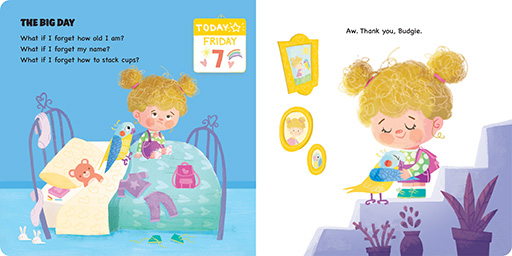 THE BIG DAY
What if I forget how old I am?
What if I forget my name?
What if I forget how to stack cups?
TODAY
FRIDAY
7
Aw. Thank you, Budgie.